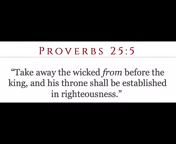 Proverbs 25:5
“Take away the wicked from before the
king, and his throne shall be established
in righteousness.”